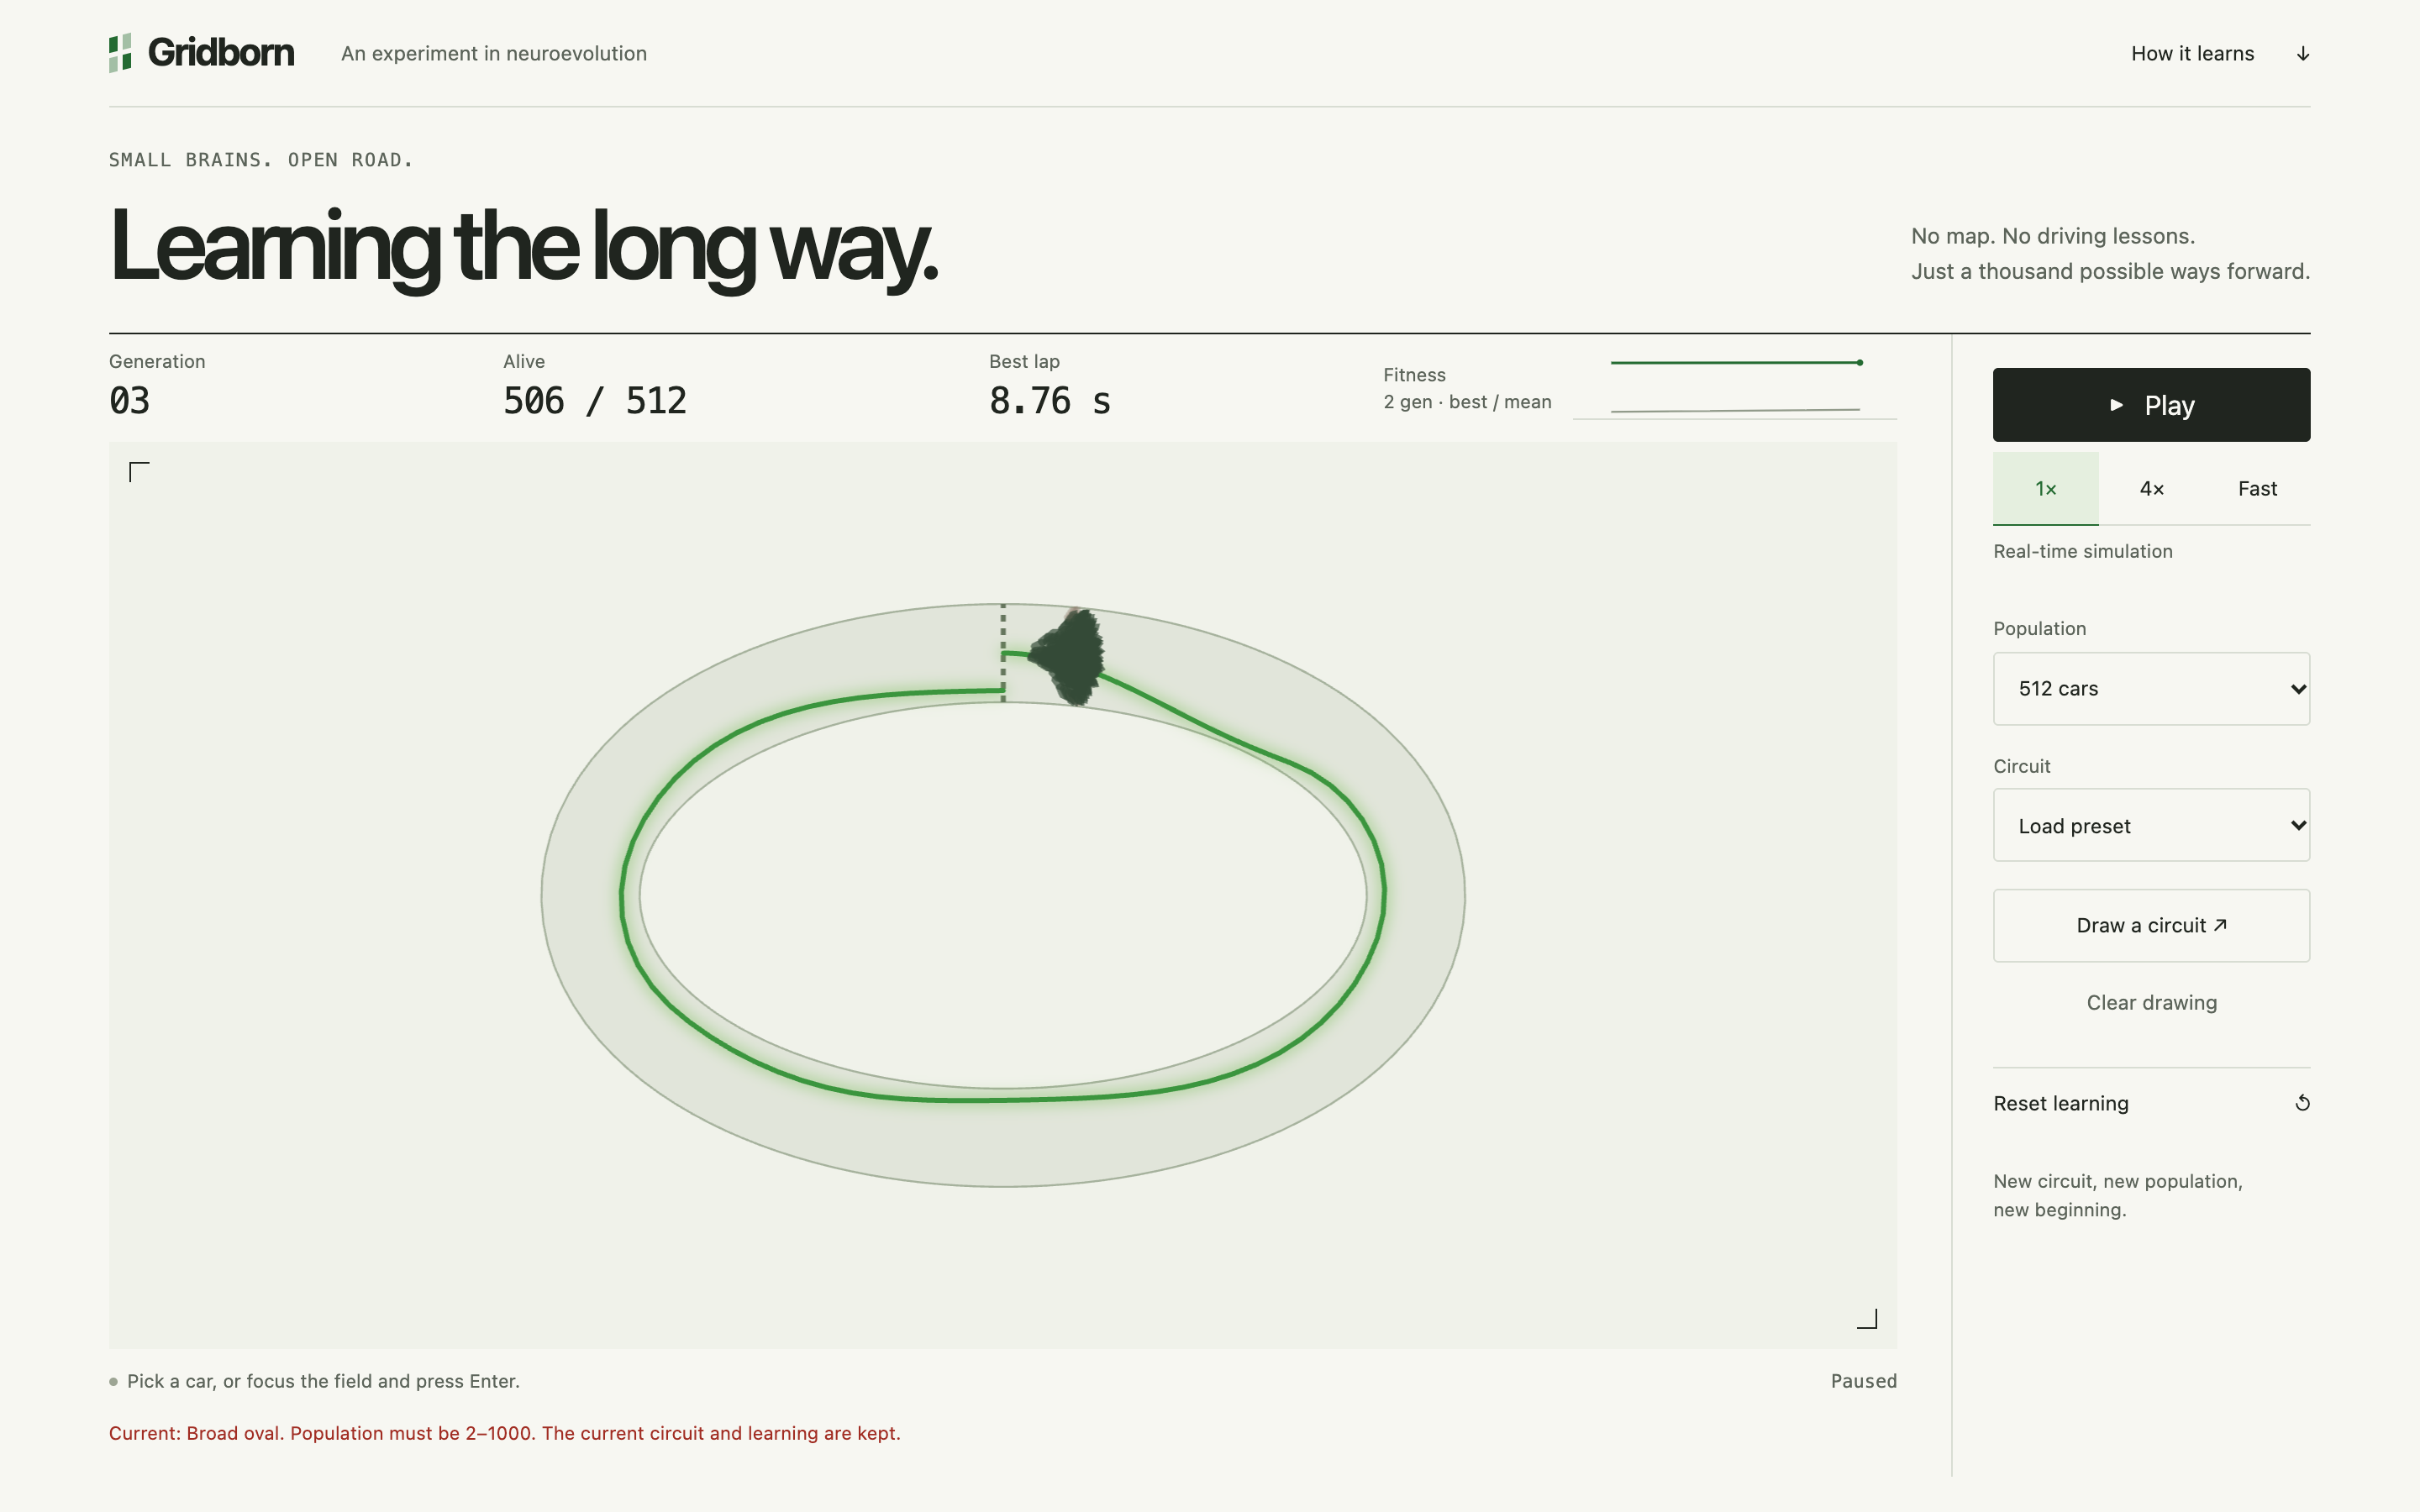 Gridborn
An experiment in neuroevolution
How it learns ↓
SMALL BRAINS. OPEN ROAD.
Learning the long way.
No map. No driving lessons.
Just a thousand possible ways forward.
Generation
03
Alive
506 / 512
Best lap
8.76 s
Fitness
2 gen · best / mean
Play
1×
4×
Fast
Real-time simulation
Population
512 cars
Circuit
Load preset
Draw a circuit ↗
Clear drawing
Reset learning
New circuit, new population,
new beginning.
Pick a car, or focus the field and press Enter.
Paused
Current: Broad oval. Population must be 2–1000. The current circuit and learning are kept.